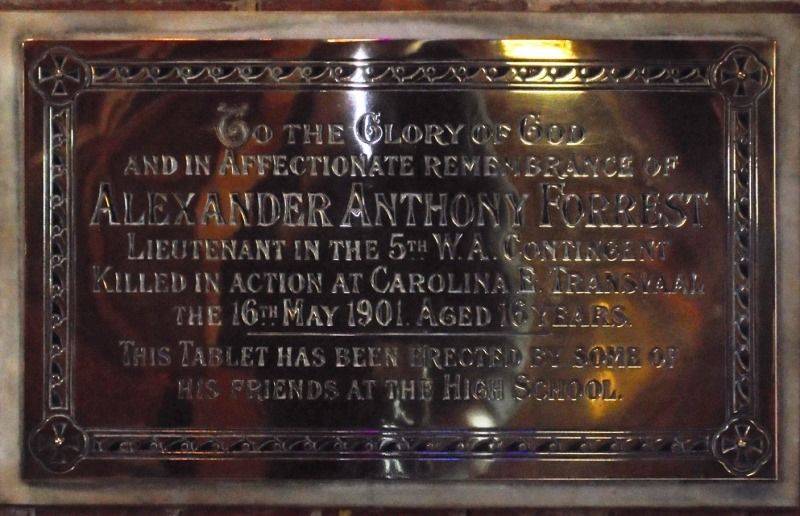 To the Glory of God
and in Affectionate remembrance of
Alexander Anthony Forrest
Lieutenant in the 5th W.A. Contingent
Killed in action at Carolina E. Transvaal
the 16th May 1901. Aged 16 years.
This Tablet has been erected by some of
his friends at the High School.